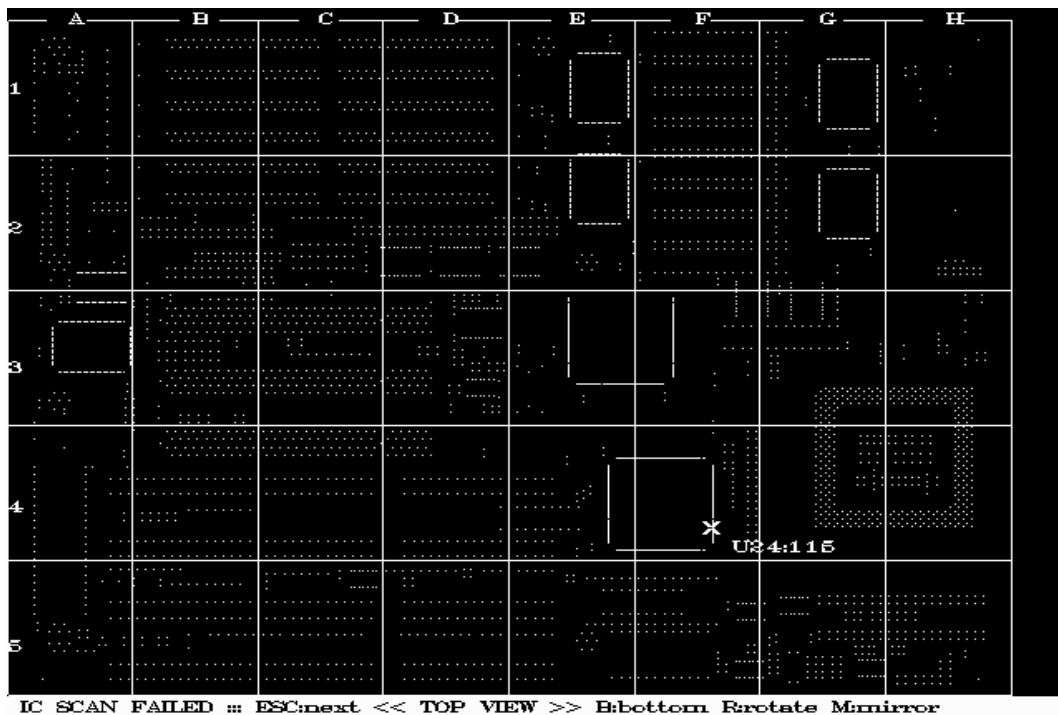 A B C D E F G H
1
2
3
4
U24:115
5
IC SCAN FAILED ::: ESC:next << TOP VIEW >> B:bottom R:rotate M:mirror